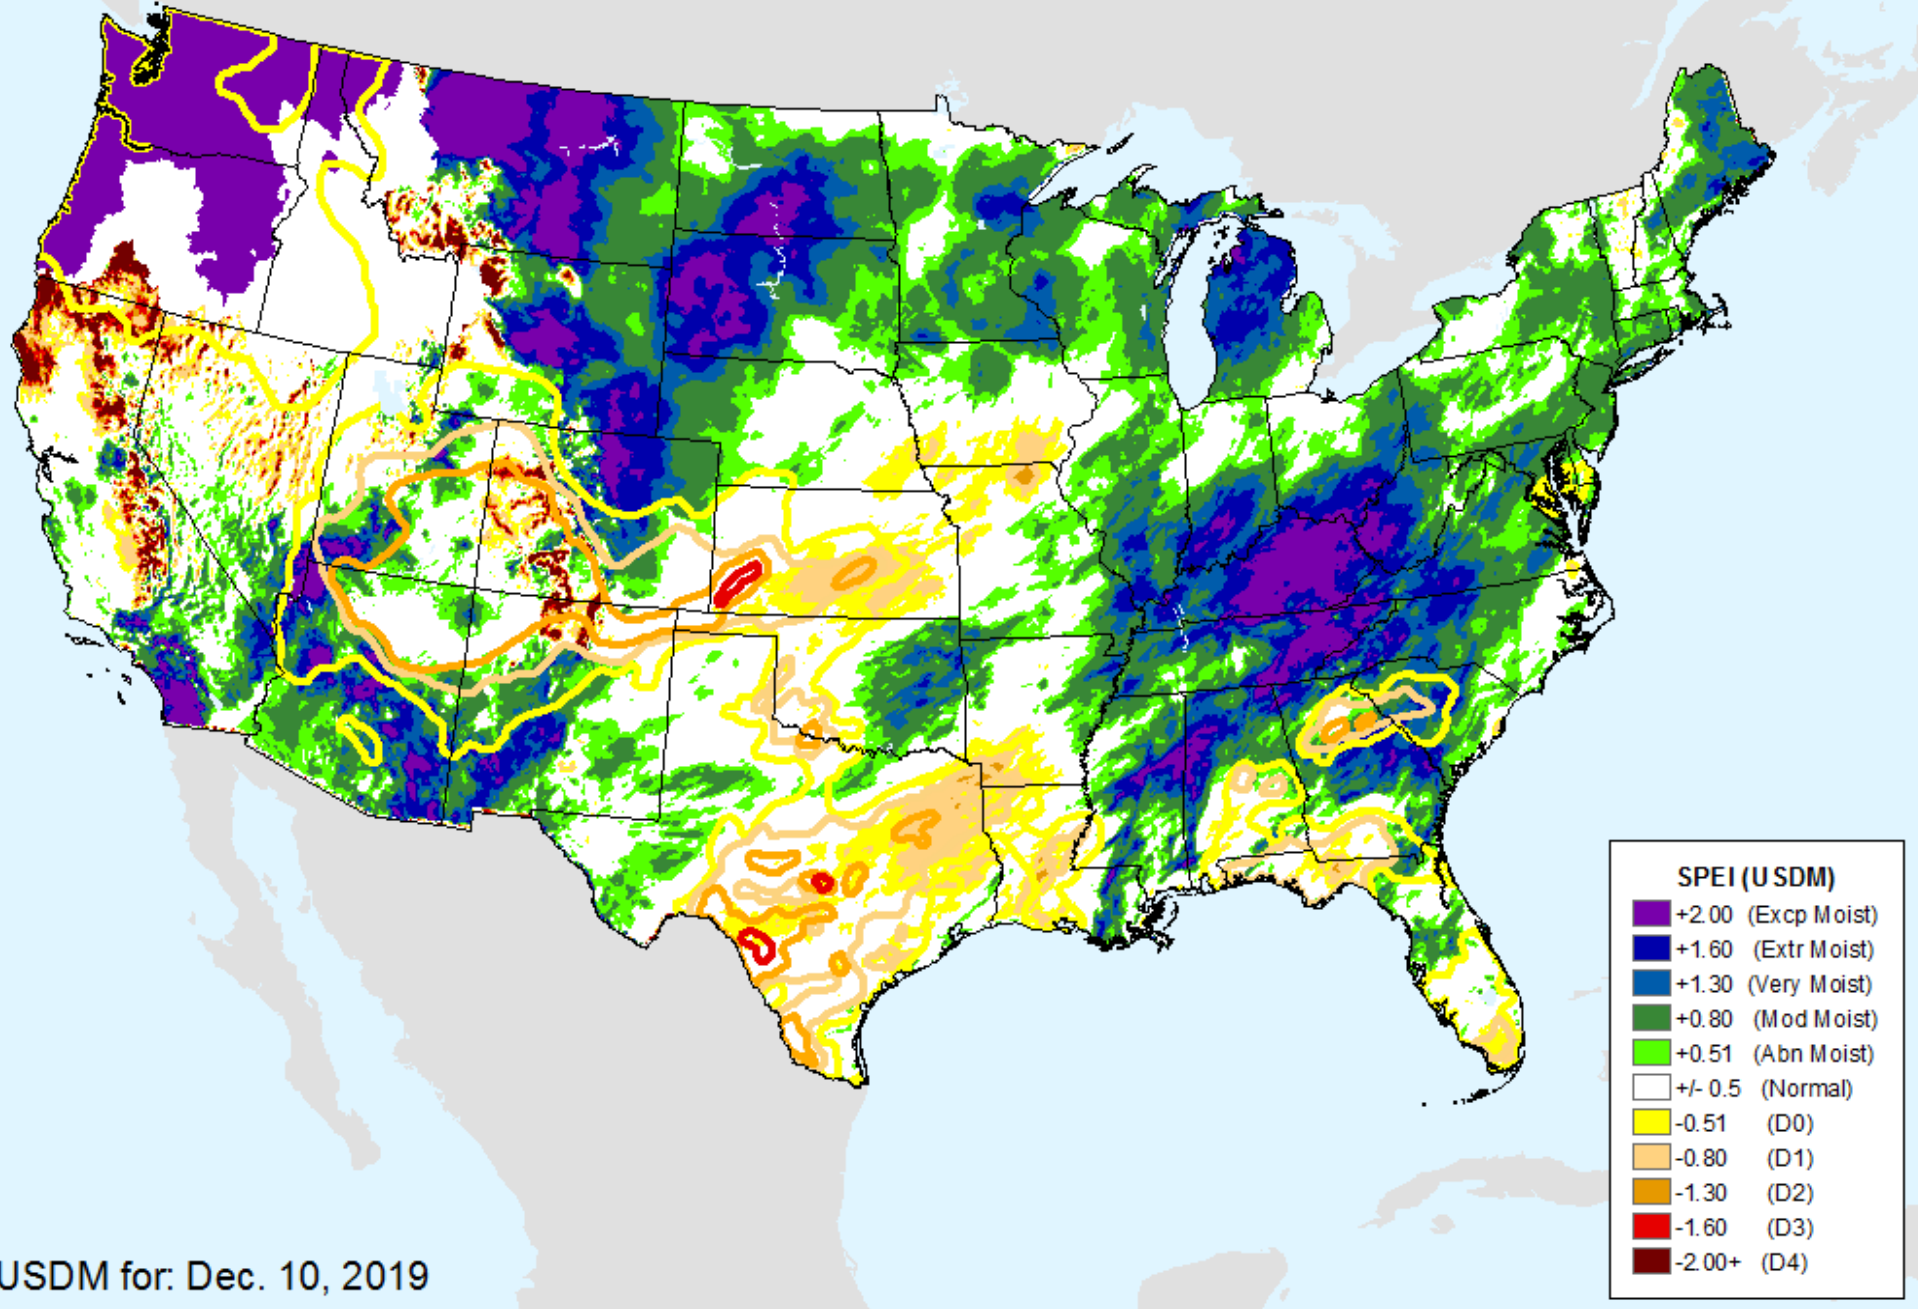 SPEI (USDM)
+2.00 (Excp Moist)
+1.60 (Extr Moist)
+1.30 (Very Moist)
+0.80 (Mod Moist)
+0.51 (Abn Moist)
+/- 0.5 (Normal)
-0.51 (D0)
-0.80 (D1)
-1.30 (D2)
-1.60 (D3)
-2.00+ (D4)
USDM for: Dec. 10, 2019